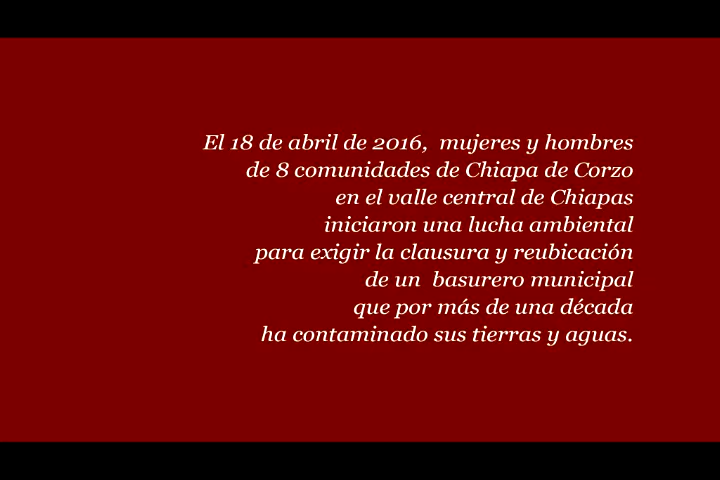 El 18 de abril de 2016,  mujeres y hombres
de 8 comunidades de Chiapa de Corzo
en el valle central de Chiapas
iniciaron una lucha ambiental
para exigir la clausura y reubicación
de un  basurero municipal
que por más de una década
ha contaminado sus tierras y aguas.